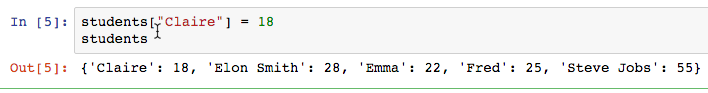 In [5]: students["Claire"] = 18
students
Out[5]: {'Claire': 18, 'Elon Smith': 28, 'Emma': 22, 'Fred': 25, 'Steve Jobs': 55}